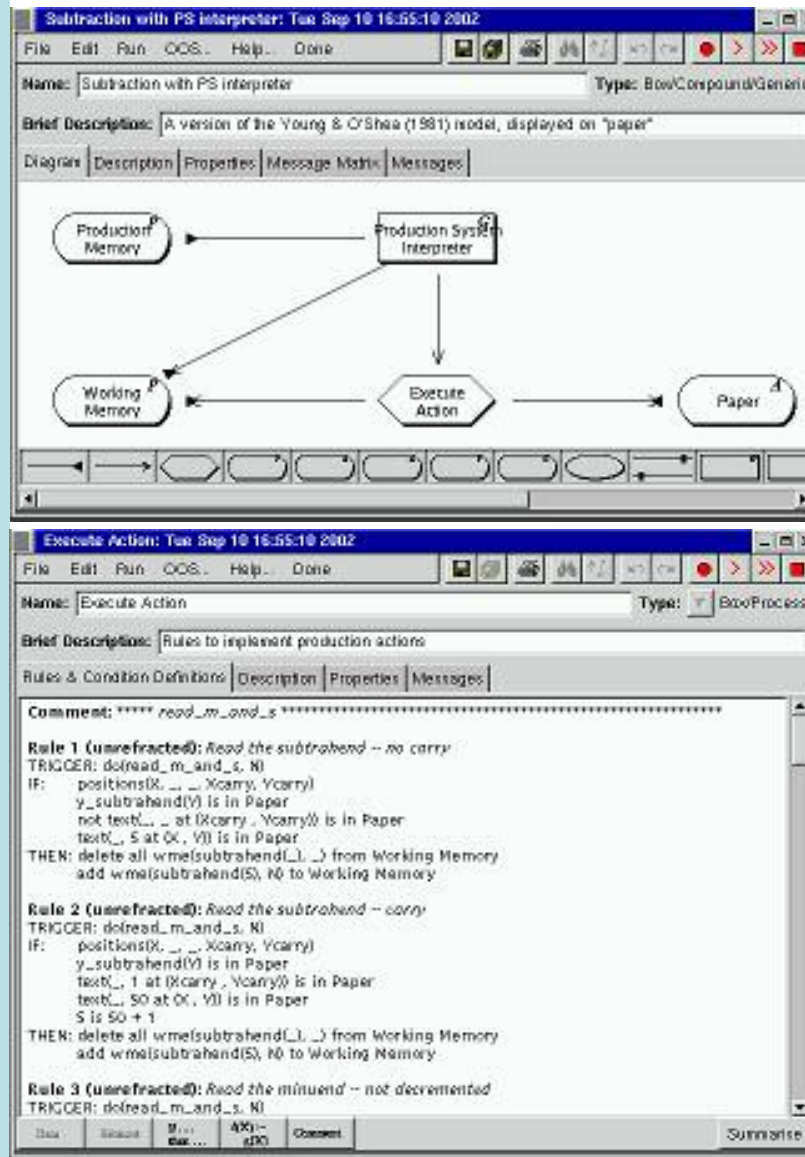 Subtraction with PS interpreter: Tue Sep 10 16:55:10 2002
File Edit Run OOS... Help... Done
Name: Subtraction with PS interpreter Type: Box/Compound/Generic
Brief Description: A version of the Young & O'Shea (1981) model, displayed on "paper"
Diagram Description Properties Message Matrix Messages
Production
Memory
P
Production System
Interpreter
G
Working
Memory
P
Execute
Action
Paper
A
Execute Action: Tue Sep 10 16:55:10 2002
File Edit Run OOS... Help... Done
Name: Execute Action Type: Box/Process
Brief Description: Rules to implement production actions
Rules & Condition Definitions Description Properties Messages
Comment: ***** read_m_and_s ************************************************************
Rule 1 (unrefracted): Read the subtrahend -- no carry
TRIGGER: do(read_m_and_s, N)
IF: positions(X, _, _, Xcarry, Ycarry)
y_subtrahend(Y) is in Paper
not text(_, _ at (Xcarry , Ycarry)) is in Paper
text(_, S at (X , Y)) is in Paper
THEN: delete all wme(subtrahend(_), _) from Working Memory
add wme(subtrahend(S), N) to Working Memory
Rule 2 (unrefracted): Read the subtrahend -- carry
TRIGGER: do(read_m_and_s, N)
IF: positions(X, _, _, Xcarry, Ycarry)
y_subtrahend(Y) is in Paper
text(_, 1 at (Xcarry , Ycarry)) is in Paper
text(_, S0 at (X , Y)) is in Paper
S is S0 + 1
THEN: delete all wme(subtrahend(_), _) from Working Memory
add wme(subtrahend(S), N) to Working Memory
Rule 3 (unrefracted): Read the minuend -- not decremented
TRIGGER: do(read_m_and_s, N)
Comment Summarise